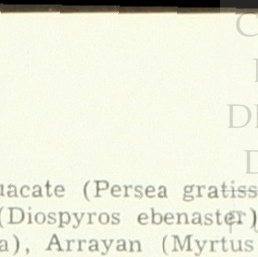 uacate (Persea gratiss
(Diospyros ebenaster)
a), Arrayan (Myrtus